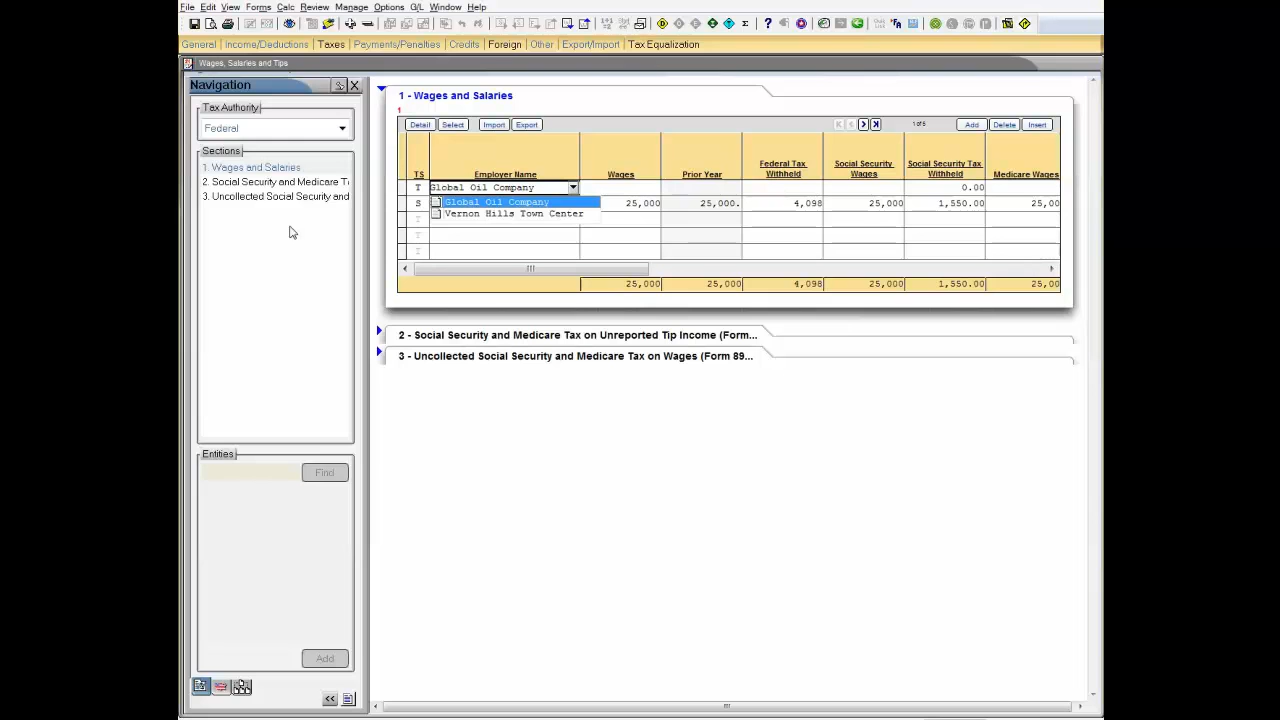 File Edit View Forms Calc Review Manage Options G/L Window Help
General | Income/Deductions | Taxes | Payments/Penalties | Credits | Foreign | Other | Export/Import | Tax Equalization
Wages, Salaries and Tips
Navigation
Tax Authority
Federal
Sections
1. Wages and Salaries
2. Social Security and Medicare T
3. Uncollected Social Security and
Entities
Find
Add
1 - Wages and Salaries
1
Detail Select Import Export 1 of 5 Add Delete Insert
TS Employer Name Wages Prior Year Federal Tax Withheld Social Security Wages Social Security Tax Withheld Medicare Wages
T Global Oil Company 0.00
S 25,000 25,000. 4,098 25,000 1,550.00 25,00
Global Oil Company
Vernon Hills Town Center
T
T
T
25,000 25,000 4,098 25,000 1,550.00 25,00
2 - Social Security and Medicare Tax on Unreported Tip Income (Form...
3 - Uncollected Social Security and Medicare Tax on Wages (Form 89...